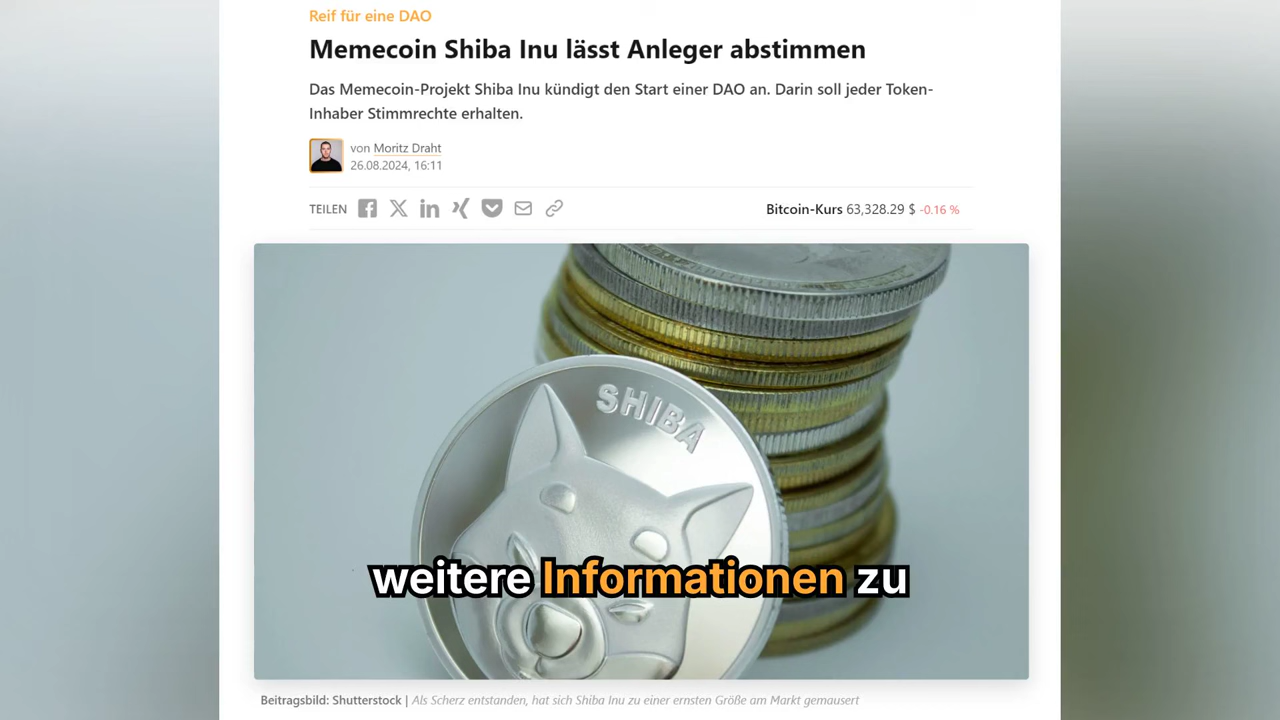 Reif für eine DAO
Memecoin Shiba Inu lässt Anleger abstimmen
Das Memecoin-Projekt Shiba Inu kündigt den Start einer DAO an. Darin soll jeder Token-
Inhaber Stimmrechte erhalten.
von Moritz Draht
26.08.2024, 16:11
TEILEN
Bitcoin-Kurs 63,328.29 $ -0.16 %
SHIBA
weitere Informationen zu
Beitragsbild: Shutterstock | Als Scherz entstanden, hat sich Shiba Inu zu einer ernsten Größe am Markt gemausert